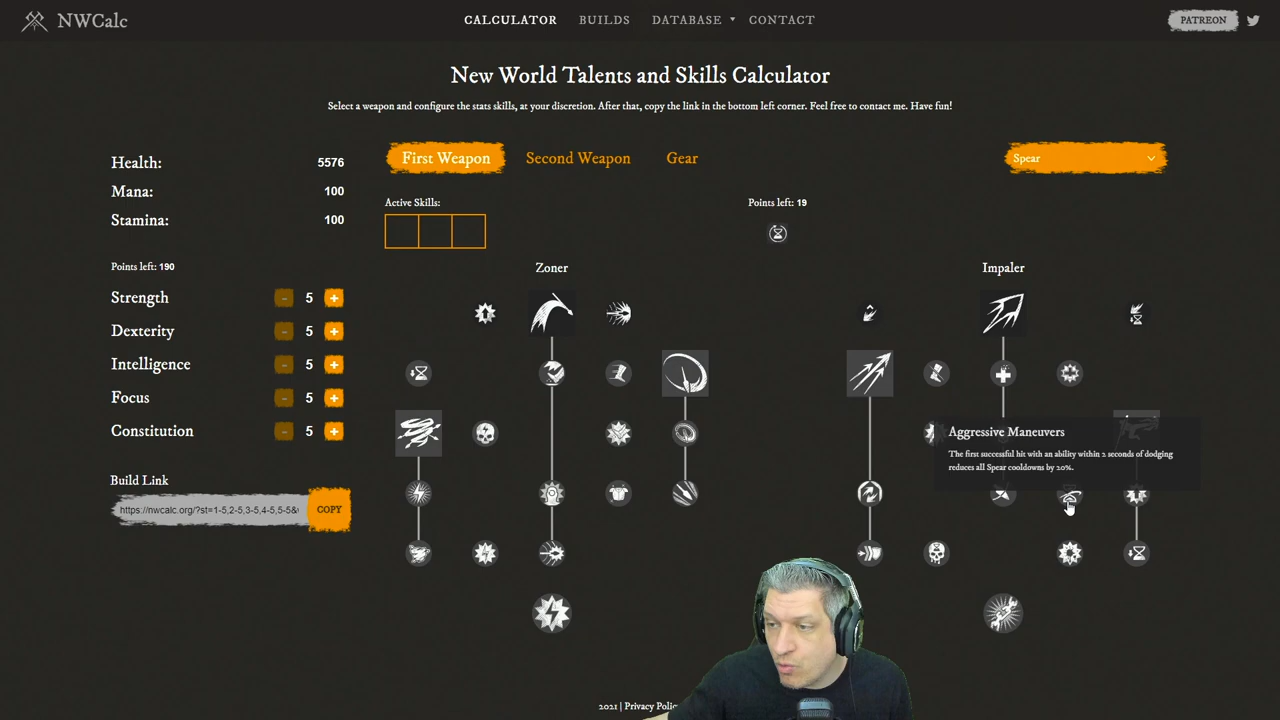 NWCalc
CALCULATOR BUILDS DATABASE CONTACT
PATREON
New World Talents and Skills Calculator
Select a weapon and configure the stats skills, at your discretion. After that, copy the link in the bottom left corner. Feel free to contact me. Have fun!
First Weapon Second Weapon Gear
Spear
Health: 5576
Mana: 100
Stamina: 100
Active Skills:
Points left: 19
Points left: 190
Strength - 5 +
Dexterity - 5 +
Intelligence - 5 +
Focus - 5 +
Constitution - 5 +
Build Link
https://nwcalc.org/?st=1-5,2-5,3-5,4-5,5-5&
COPY
Zoner
Impaler
Aggressive Maneuvers
The first successful hit with an ability within 2 seconds of dodging
reduces all Spear cooldowns by 20%.
2021 | Privacy